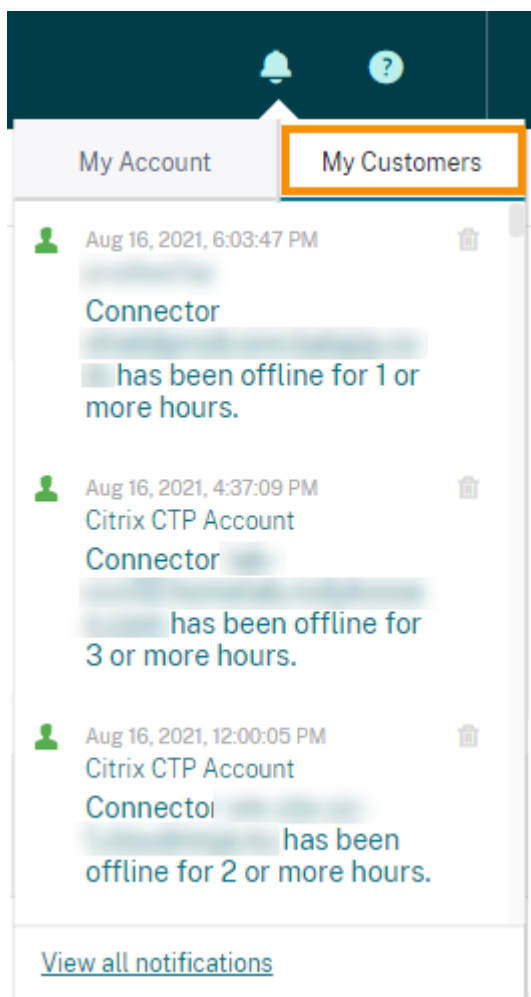 ?
My Account
My Customers
Aug 16, 2021, 6:03:47 PM
Connector
has been offline for 1 or
more hours.
Aug 16, 2021, 4:37:09 PM
Citrix CTP Account
Connector
has been offline for
3 or more hours.
Aug 16, 2021, 12:00:05 PM
Citrix CTP Account
Connector
has been
offline for 2 or more hours.
View all notifications